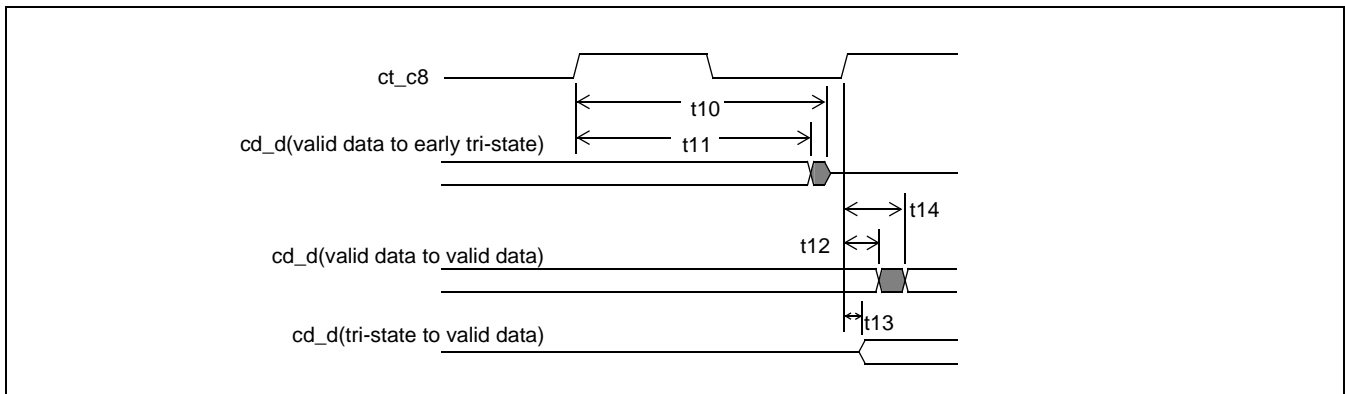 ct_c8
t10
cd_d(valid data to early tri-state)
t11
t14
t12
cd_d(valid data to valid data)
t13
cd_d(tri-state to valid data)